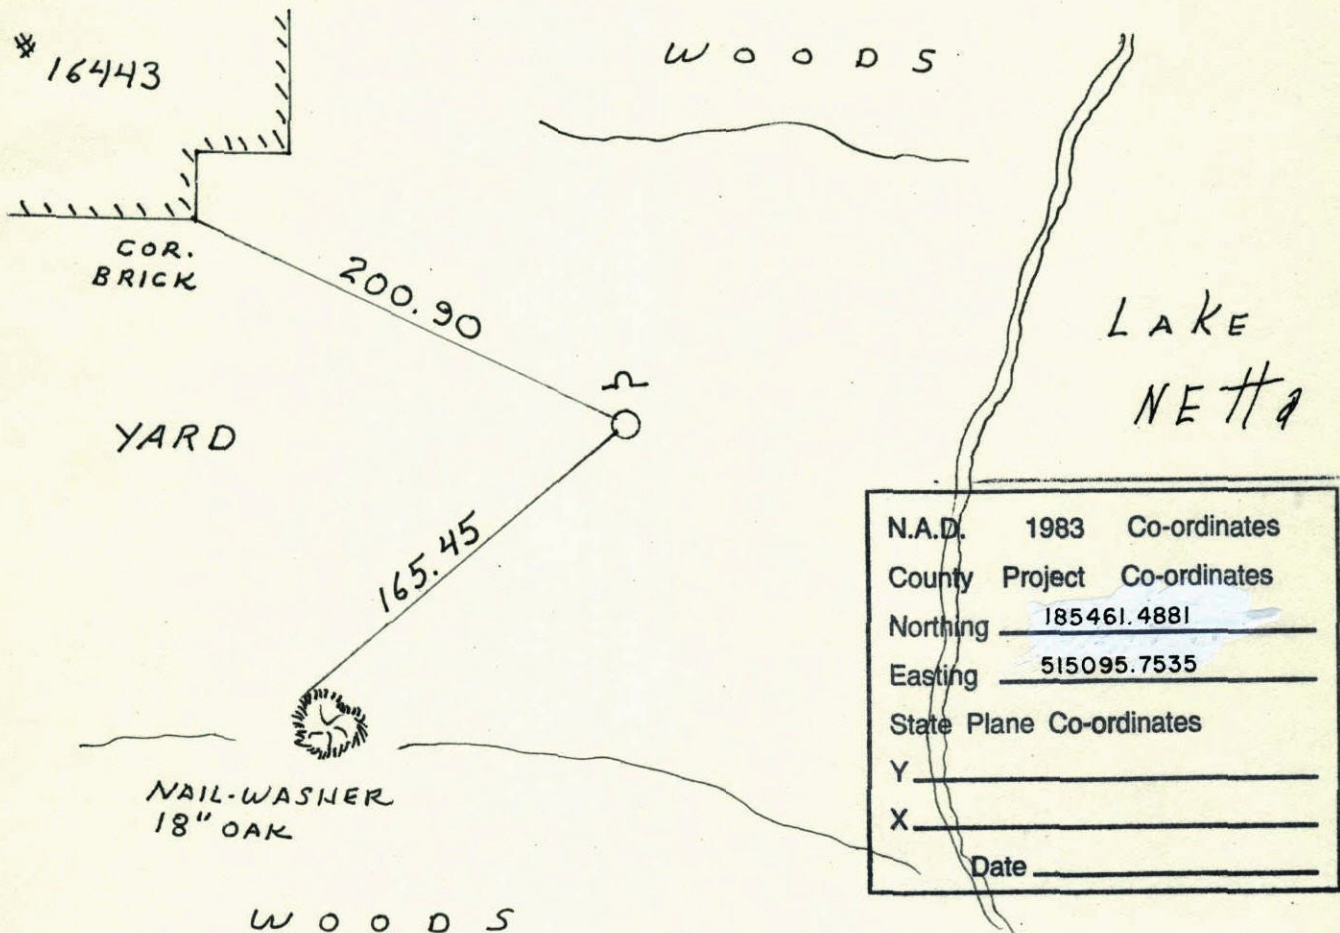 # 16443
WOODS
COR.
BRICK
200.90
LAKE
NETTA
YARD
165.45
N.A.D. 1983 Co-ordinates
County Project Co-ordinates
Northing 185461.4881
Easting 515095.7535
State Plane Co-ordinates
Y
X
Date
NAIL-WASHER
18" OAK
WOODS